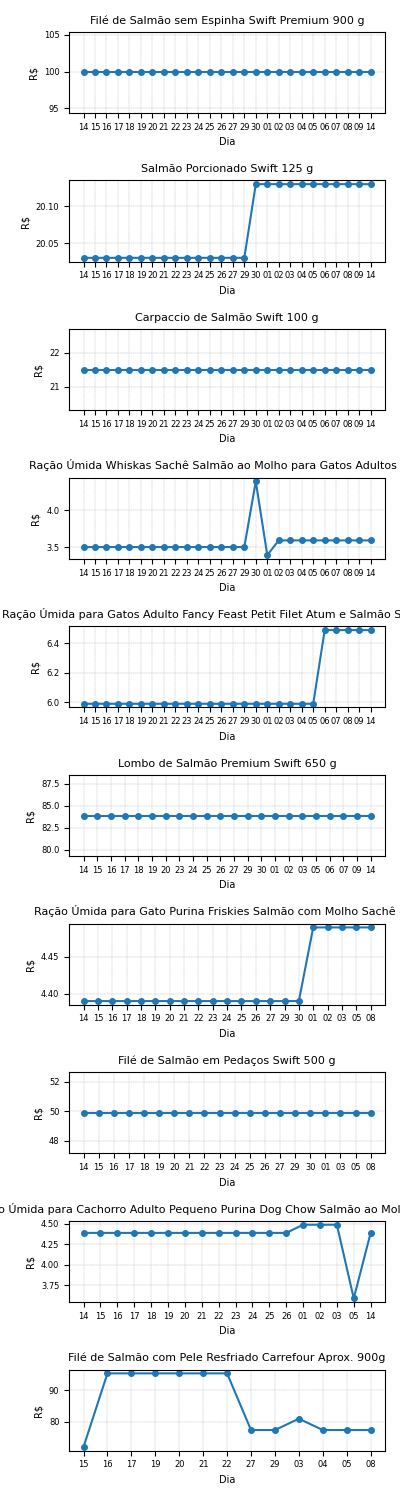 Filé de Salmão sem Espinha Swift Premium 900 g
105
100
95
R$
14 15 16 17 18 19 20 21 22 23 24 25 26 27 29 30 01 02 03 04 05 06 07 08 09 14
Dia
Salmão Porcionado Swift 125 g
20.10
20.05
R$
14 15 16 17 18 19 20 21 22 23 24 25 26 27 29 30 01 02 03 04 05 06 07 08 09 14
Dia
Carpaccio de Salmão Swift 100 g
22
21
R$
14 15 16 17 18 19 20 21 22 23 24 25 26 27 29 30 01 02 03 04 05 06 07 08 09 14
Dia
Ração Úmida Whiskas Sachê Salmão ao Molho para Gatos Adultos
4.0
3.5
R$
14 15 16 17 18 19 20 21 22 23 24 25 26 27 29 30 01 02 03 04 05 06 07 08 09 14
Dia
Ração Úmida para Gatos Adulto Fancy Feast Petit Filet Atum e Salmão S
6.4
6.2
6.0
R$
14 15 16 17 18 19 20 21 22 23 24 25 26 27 29 30 01 02 03 04 05 06 07 08 09 14
Dia
Lombo de Salmão Premium Swift 650 g
87.5
85.0
82.5
80.0
R$
14 15 16 17 18 19 20 23 24 25 26 27 29 30 01 02 03 05 06 07 09 14
Dia
Ração Úmida para Gato Purina Friskies Salmão com Molho Sachê
4.45
4.40
R$
14 15 16 17 18 19 20 21 22 23 24 25 26 27 29 30 01 02 03 05 08
Dia
Filé de Salmão em Pedaços Swift 500 g
52
50
48
R$
14 15 16 17 18 19 20 21 22 23 24 25 26 27 29 30 01 03 05 08
Dia
o Úmida para Cachorro Adulto Pequeno Purina Dog Chow Salmão ao Mol
4.50
4.25
4.00
3.75
R$
14 15 16 17 18 19 20 21 22 23 24 25 26 01 02 03 05 14
Dia
Filé de Salmão com Pele Resfriado Carrefour Aprox. 900g
90
80
R$
15 16 17 19 20 21 22 27 29 03 04 05 08
Dia